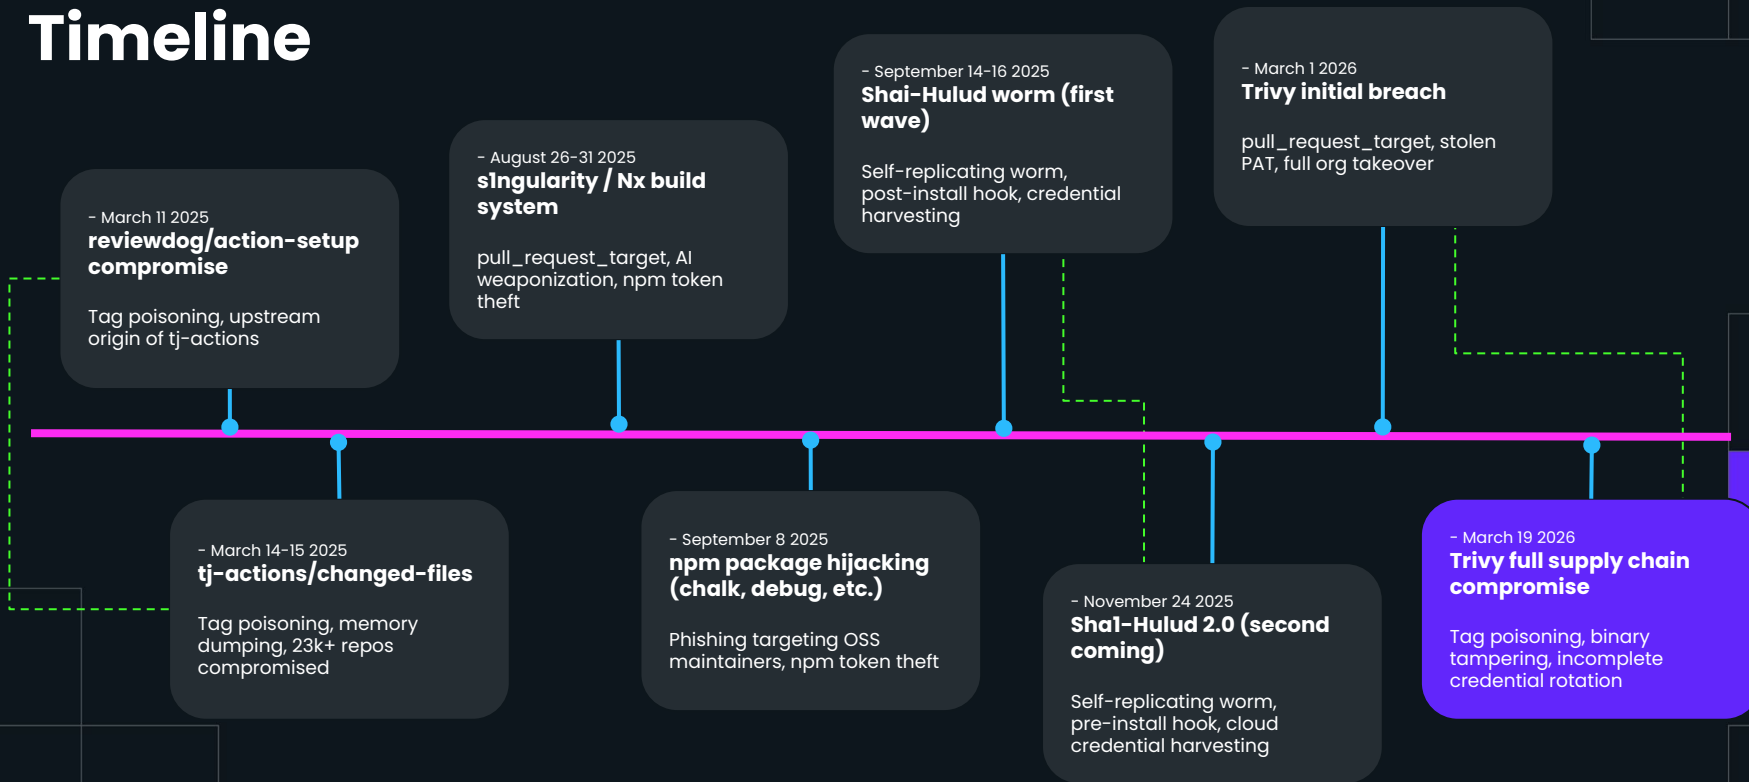 Timeline
- March 11 2025
reviewdog/action-setup
compromise
Tag poisoning, upstream
origin of tj-actions
- March 14-15 2025
tj-actions/changed-files
Tag poisoning, memory
dumping, 23k+ repos
compromised
- August 26-31 2025
s1ngularity / Nx build
system
pull_request_target, AI
weaponization, npm token
theft
- September 8 2025
npm package hijacking
(chalk, debug, etc.)
Phishing targeting OSS
maintainers, npm token theft
- September 14-16 2025
Shai-Hulud worm (first
wave)
Self-replicating worm,
post-install hook, credential
harvesting
- November 24 2025
Sha1-Hulud 2.0 (second
coming)
Self-replicating worm,
pre-install hook, cloud
credential harvesting
- March 1 2026
Trivy initial breach
pull_request_target, stolen
PAT, full org takeover
- March 19 2026
Trivy full supply chain
compromise
Tag poisoning, binary
tampering, incomplete
credential rotation